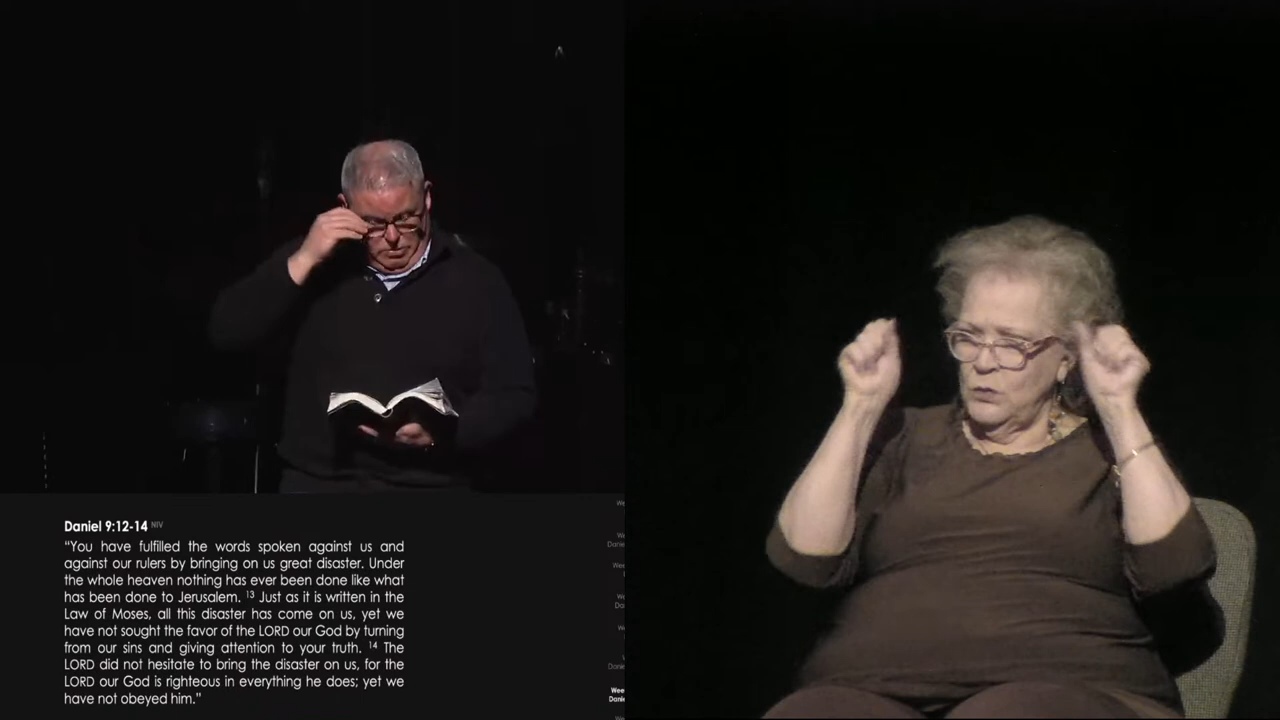 Daniel 9:12-14 NIV
“You have fulfilled the words spoken against us and
against our rulers by bringing on us great disaster. Under
the whole heaven nothing has ever been done like what
has been done to Jerusalem. 13 Just as it is written in the
Law of Moses, all this disaster has come on us, yet we
have not sought the favor of the LORD our God by turning
from our sins and giving attention to your truth. 14 The
LORD did not hesitate to bring the disaster on us, for the
LORD our God is righteous in everything he does; yet we
have not obeyed him.”